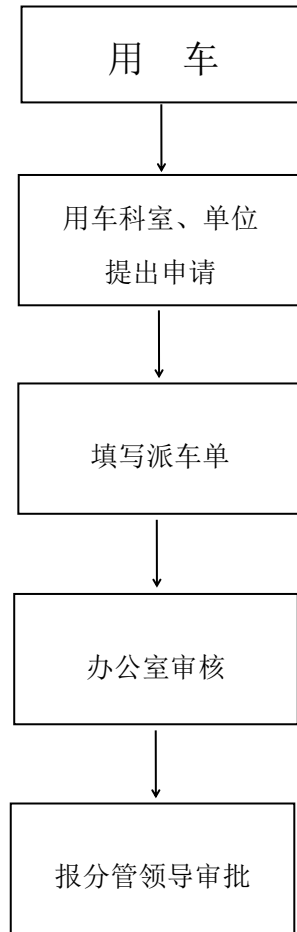 用 车
用车科室、单位
提出申请
填写派车单
办公室审核
报分管领导审批